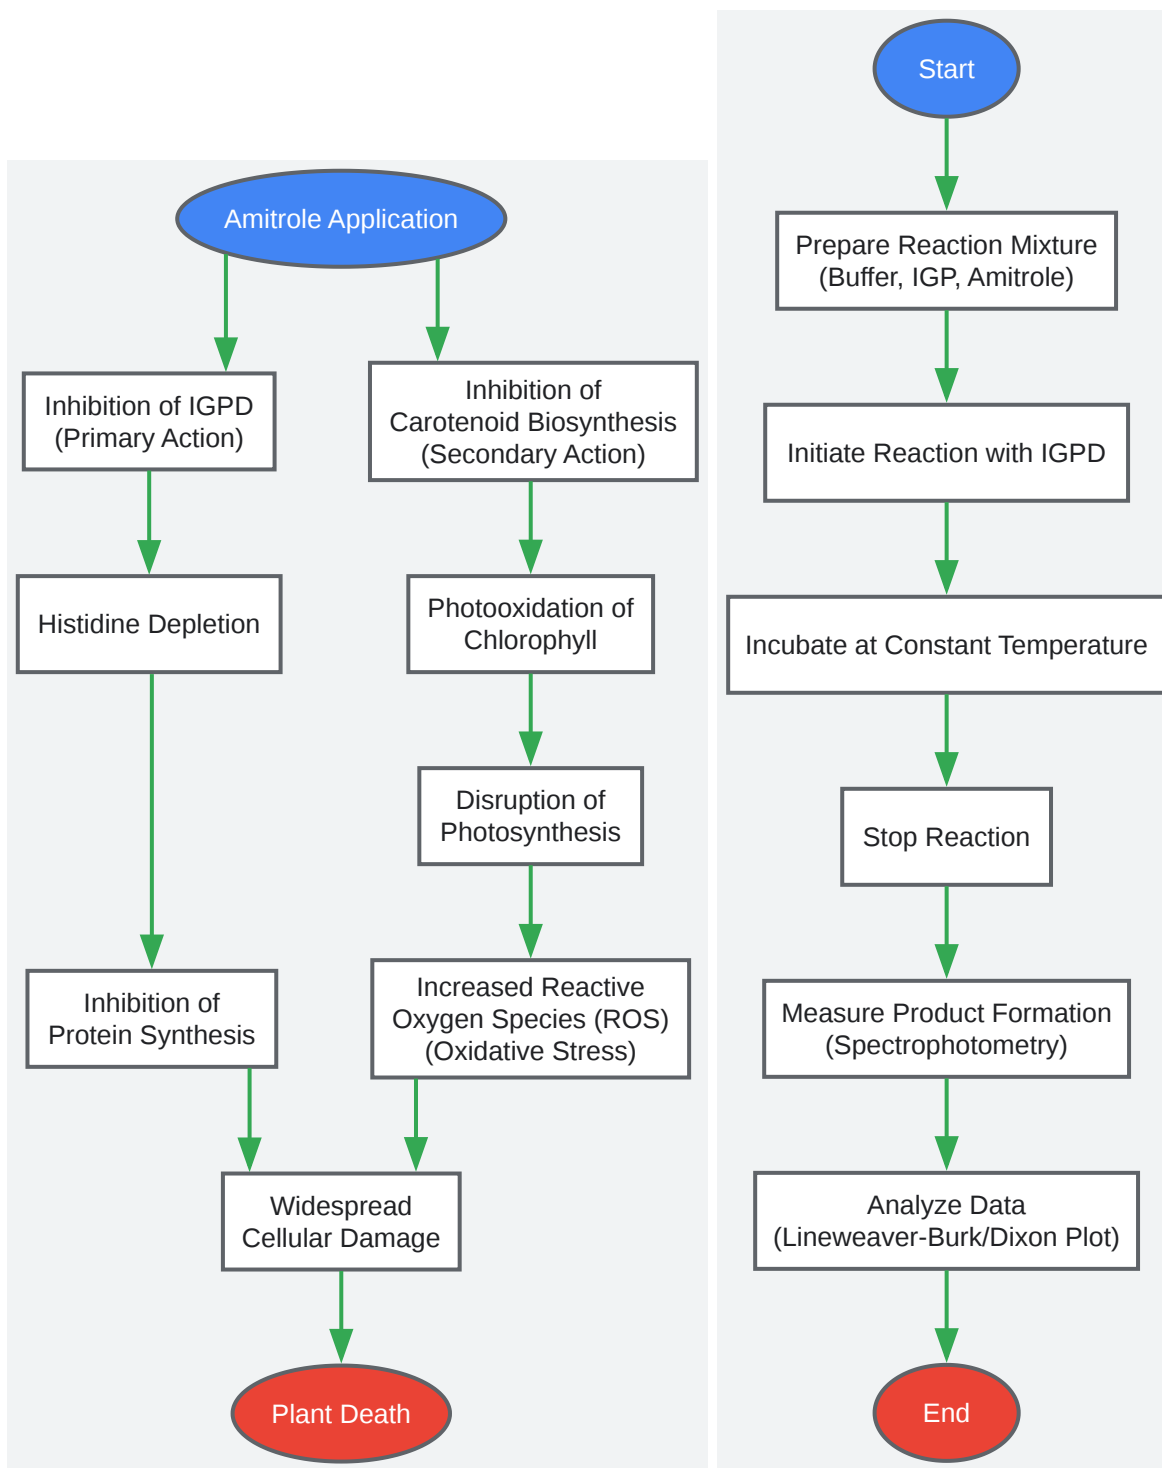 Amitrole Application
Inhibition of IGPD
(Primary Action)
Inhibition of
Carotenoid Biosynthesis
(Secondary Action)
Histidine Depletion
Photooxidation of
Chlorophyll
Disruption of
Photosynthesis
Inhibition of
Protein Synthesis
Increased Reactive
Oxygen Species (ROS)
(Oxidative Stress)
Widespread
Cellular Damage
Plant Death
Start
Prepare Reaction Mixture
(Buffer, IGP, Amitrole)
Initiate Reaction with IGPD
Incubate at Constant Temperature
Stop Reaction
Measure Product Formation
(Spectrophotometry)
Analyze Data
(Lineweaver-Burk/Dixon Plot)
End